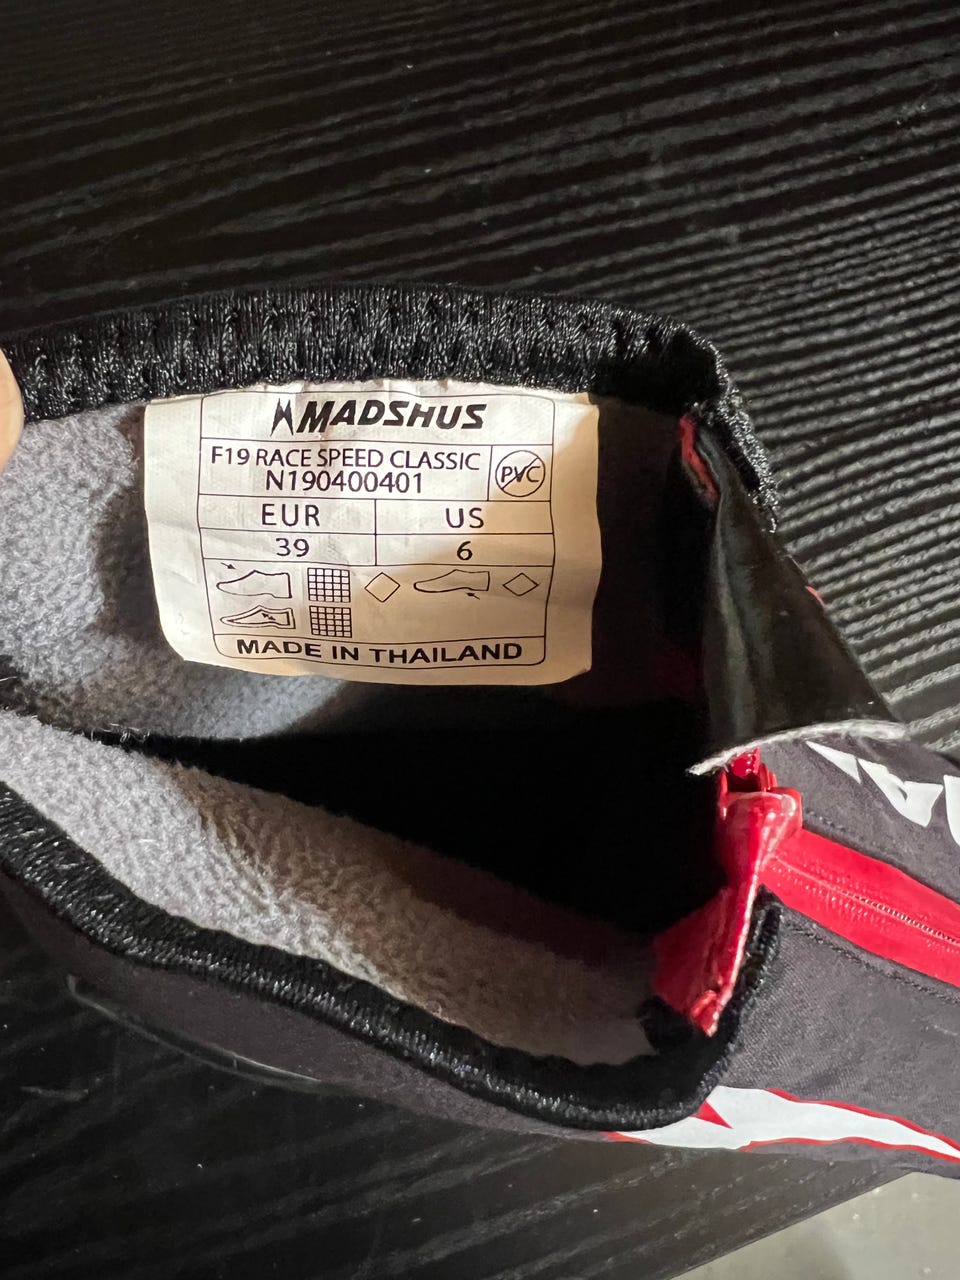 MADSHUS
F19 RACE SPEED CLASSIC
N190400401
PVC
EUR US
39 6
MADE IN THAILAND